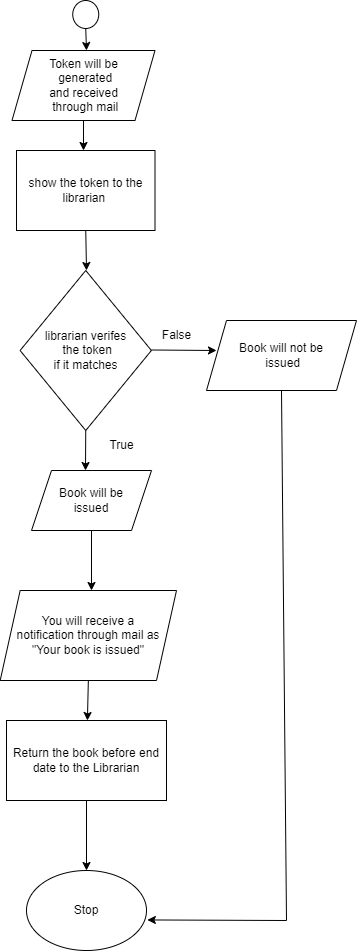 Token will be
generated
and received
through mail
show the token to the
librarian
librarian verifes
the token
if it matches
False
Book will not be
issued
True
Book will be
issued
You will receive a
notification through mail as
"Your book is issued"
Return the book before end
date to the Librarian
Stop